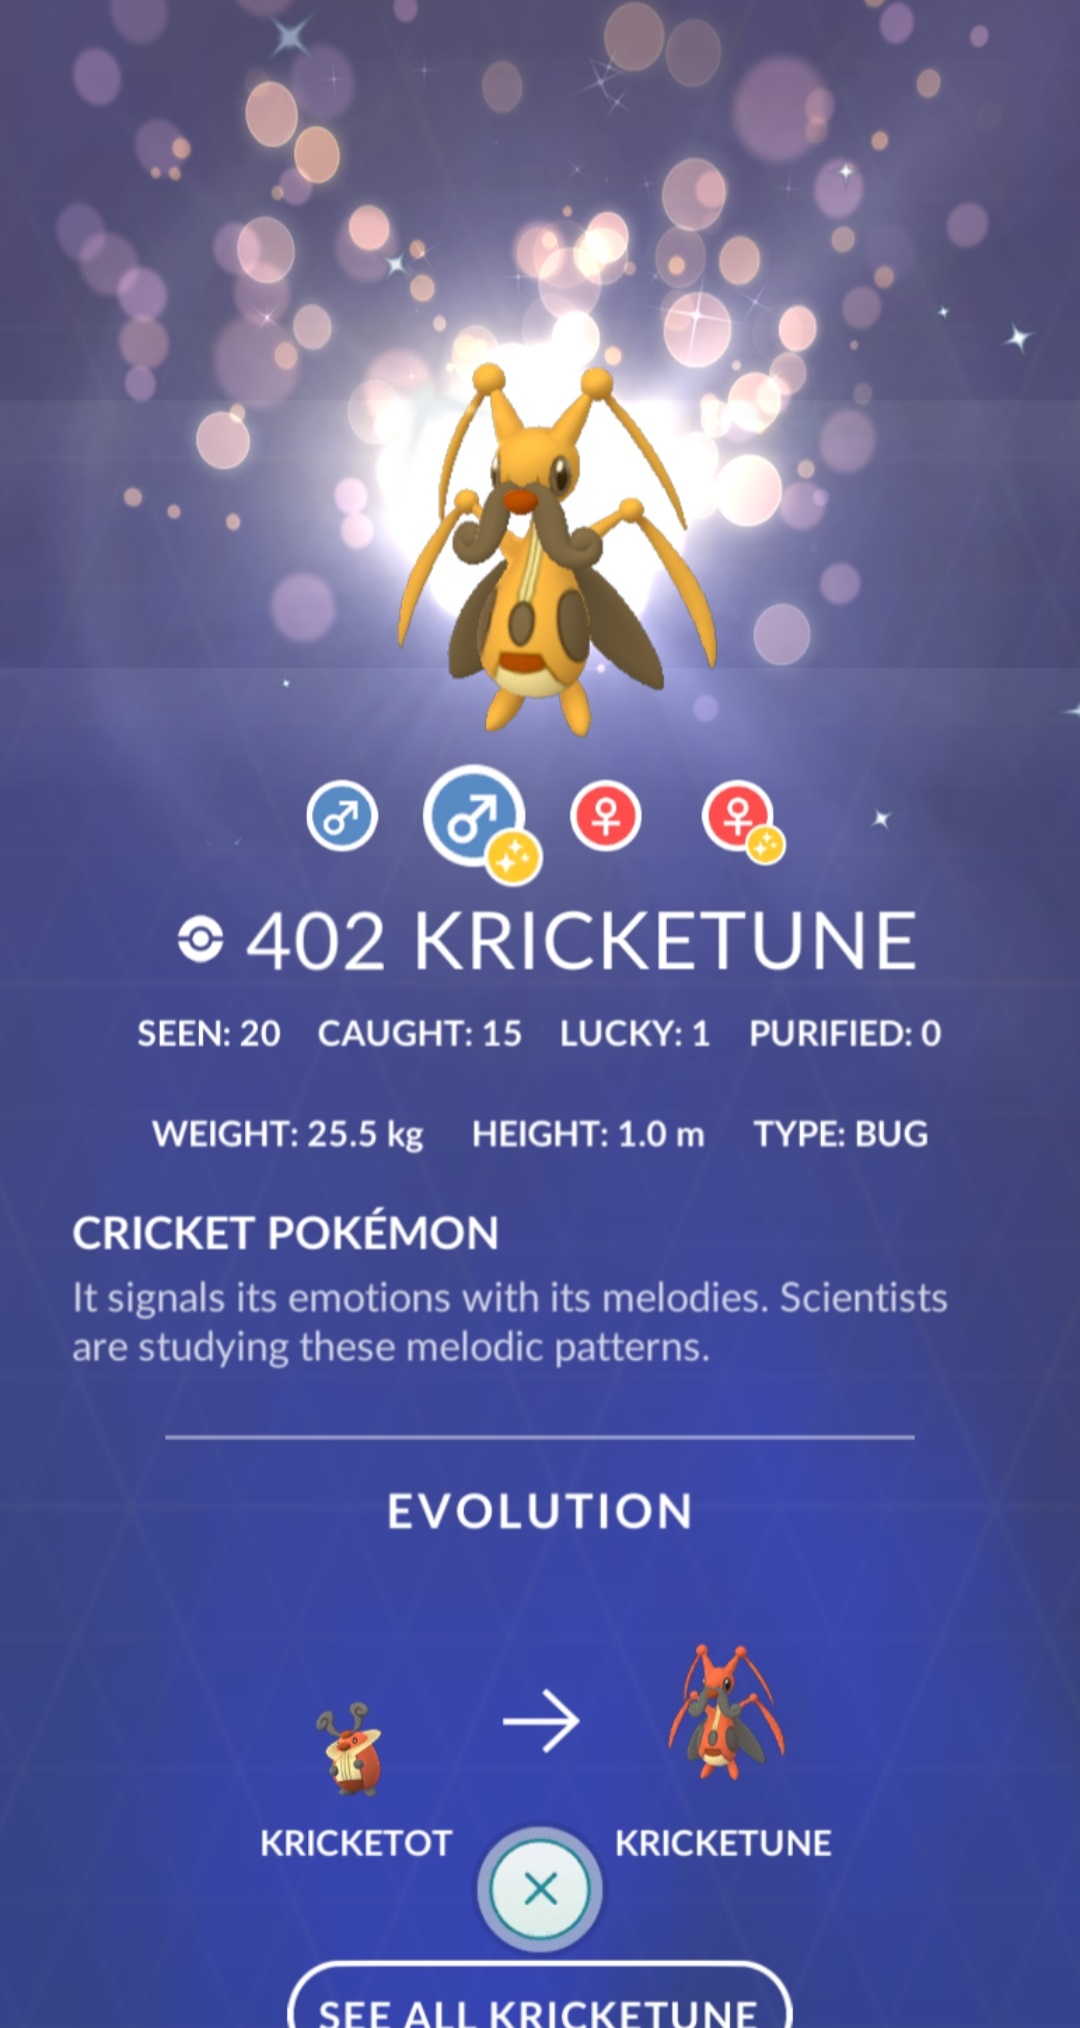 402 KRICKETUNE
SEEN: 20 CAUGHT: 15 LUCKY: 1 PURIFIED: 0
WEIGHT: 25.5 kg HEIGHT: 1.0 m TYPE: BUG
CRICKET POKÉMON
It signals its emotions with its melodies. Scientists
are studying these melodic patterns.
EVOLUTION
KRICKETOT KRICKETUNE
SEE ALL KRICKETUNE